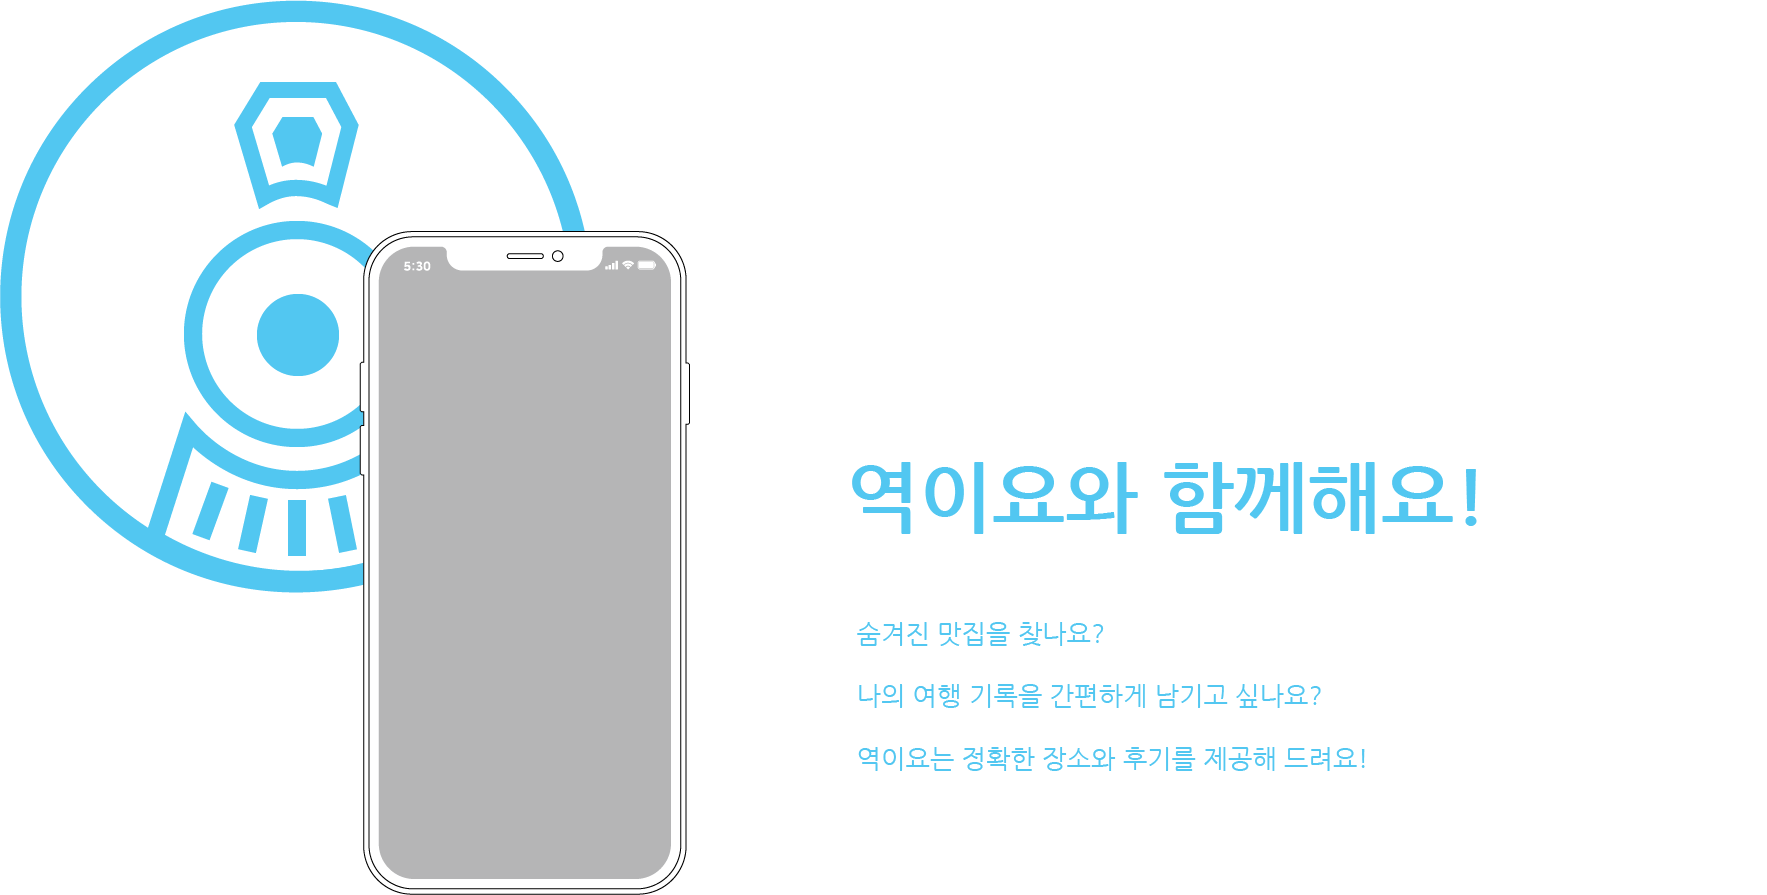 5:30
역이요와 함께해요!
숨겨진 맛집을 찾나요?
나의 여행 기록을 간편하게 남기고 싶나요?
역이요는 정확한 장소와 후기를 제공해 드려요!